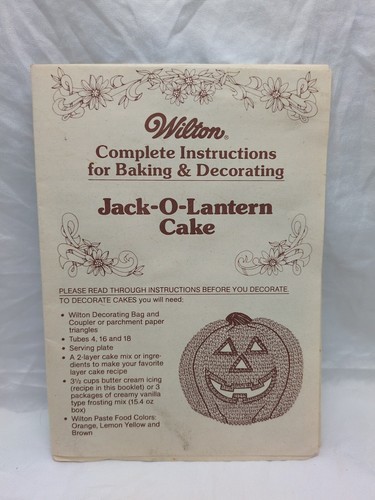 Wilton®
Complete Instructions
for Baking & Decorating
Jack-O-Lantern
Cake
PLEASE READ THROUGH INSTRUCTIONS BEFORE YOU DECORATE.
TO DECORATE CAKES you will need:
• Wilton Decorating Bag and
Coupler or parchment paper
triangles
• Tubes 4, 16 and 18
• Serving plate
• A 2-layer cake mix or ingre-
dients to make your favorite
layer cake recipe
• 3½ cups butter cream icing
(recipe in this booklet) or 3
packages of creamy vanilla
type frosting mix (15.4 oz
box)
• Wilton Paste Food Colors:
Orange, Lemon Yellow and
Brown